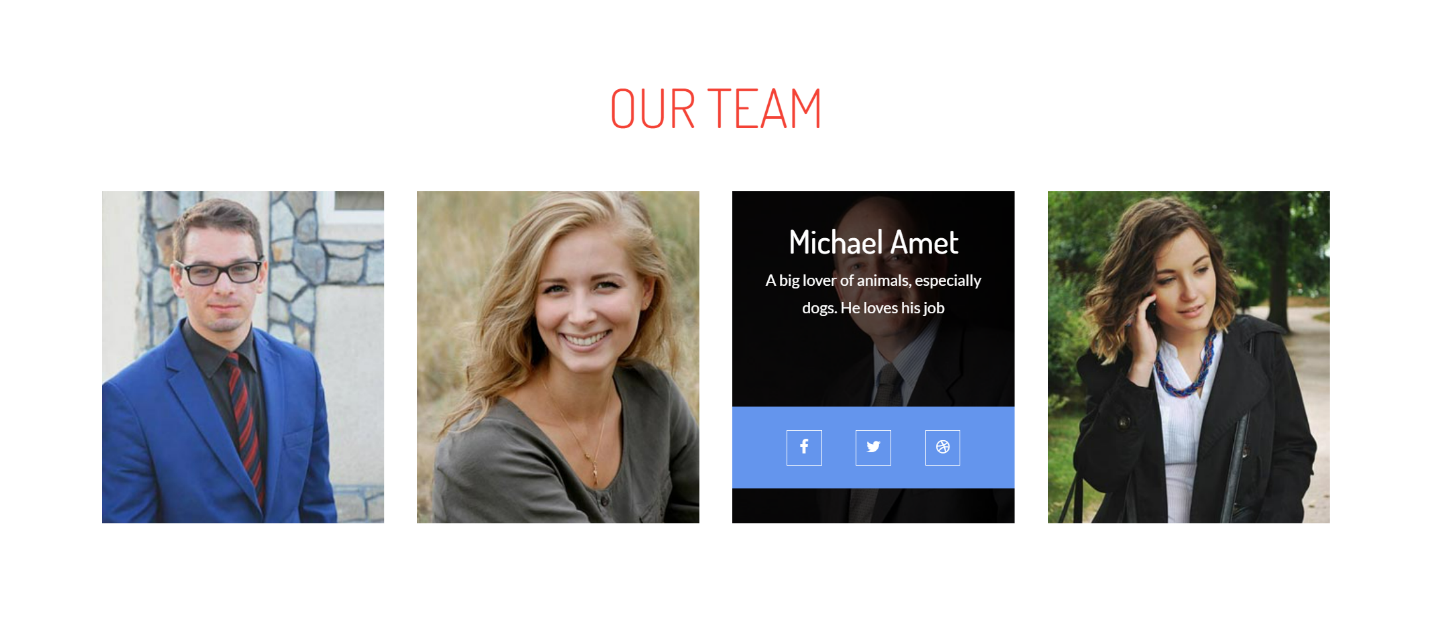 OUR TEAM
Michael Amet
A big lover of animals, especially
dogs. He loves his job